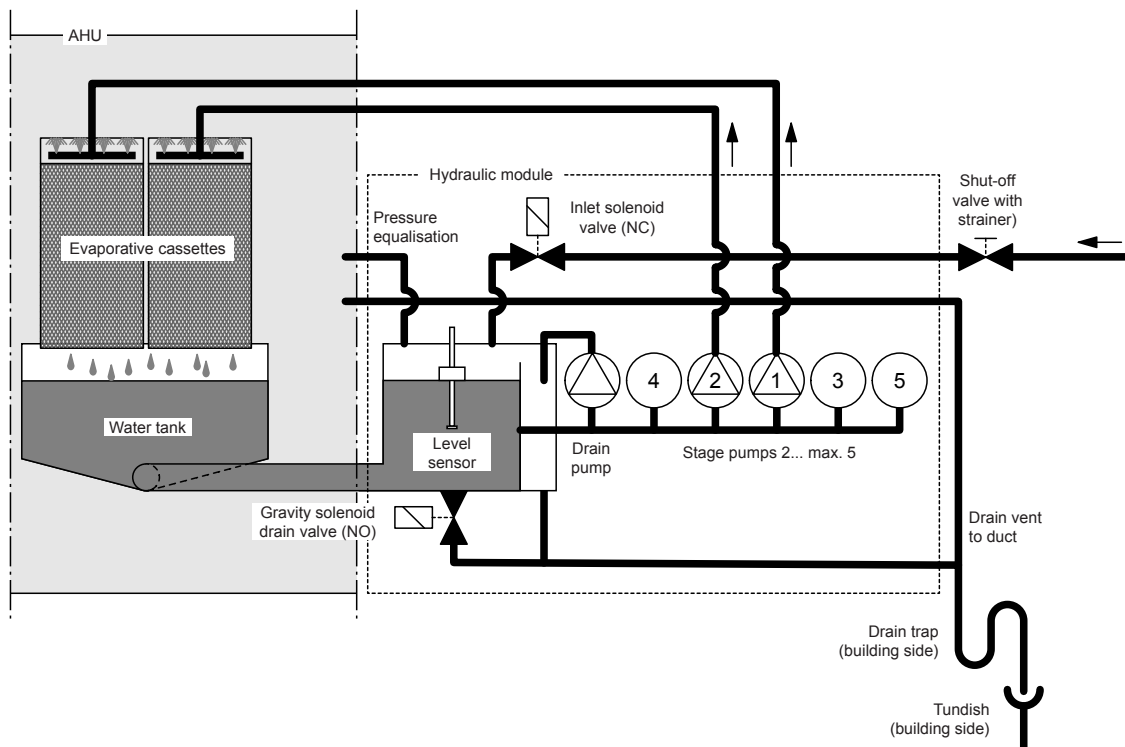 AHU
Hydraulic module
Shut-off
valve with
strainer)
Pressure
equalisation
Inlet solenoid
valve (NC)
Evaporative cassettes
4
2
1
3
5
Water tank
Level
sensor
Drain
pump
Stage pumps 2... max. 5
Gravity solenoid
drain valve (NO)
Drain vent
to duct
Drain trap
(building side)
Tundish
(building side)